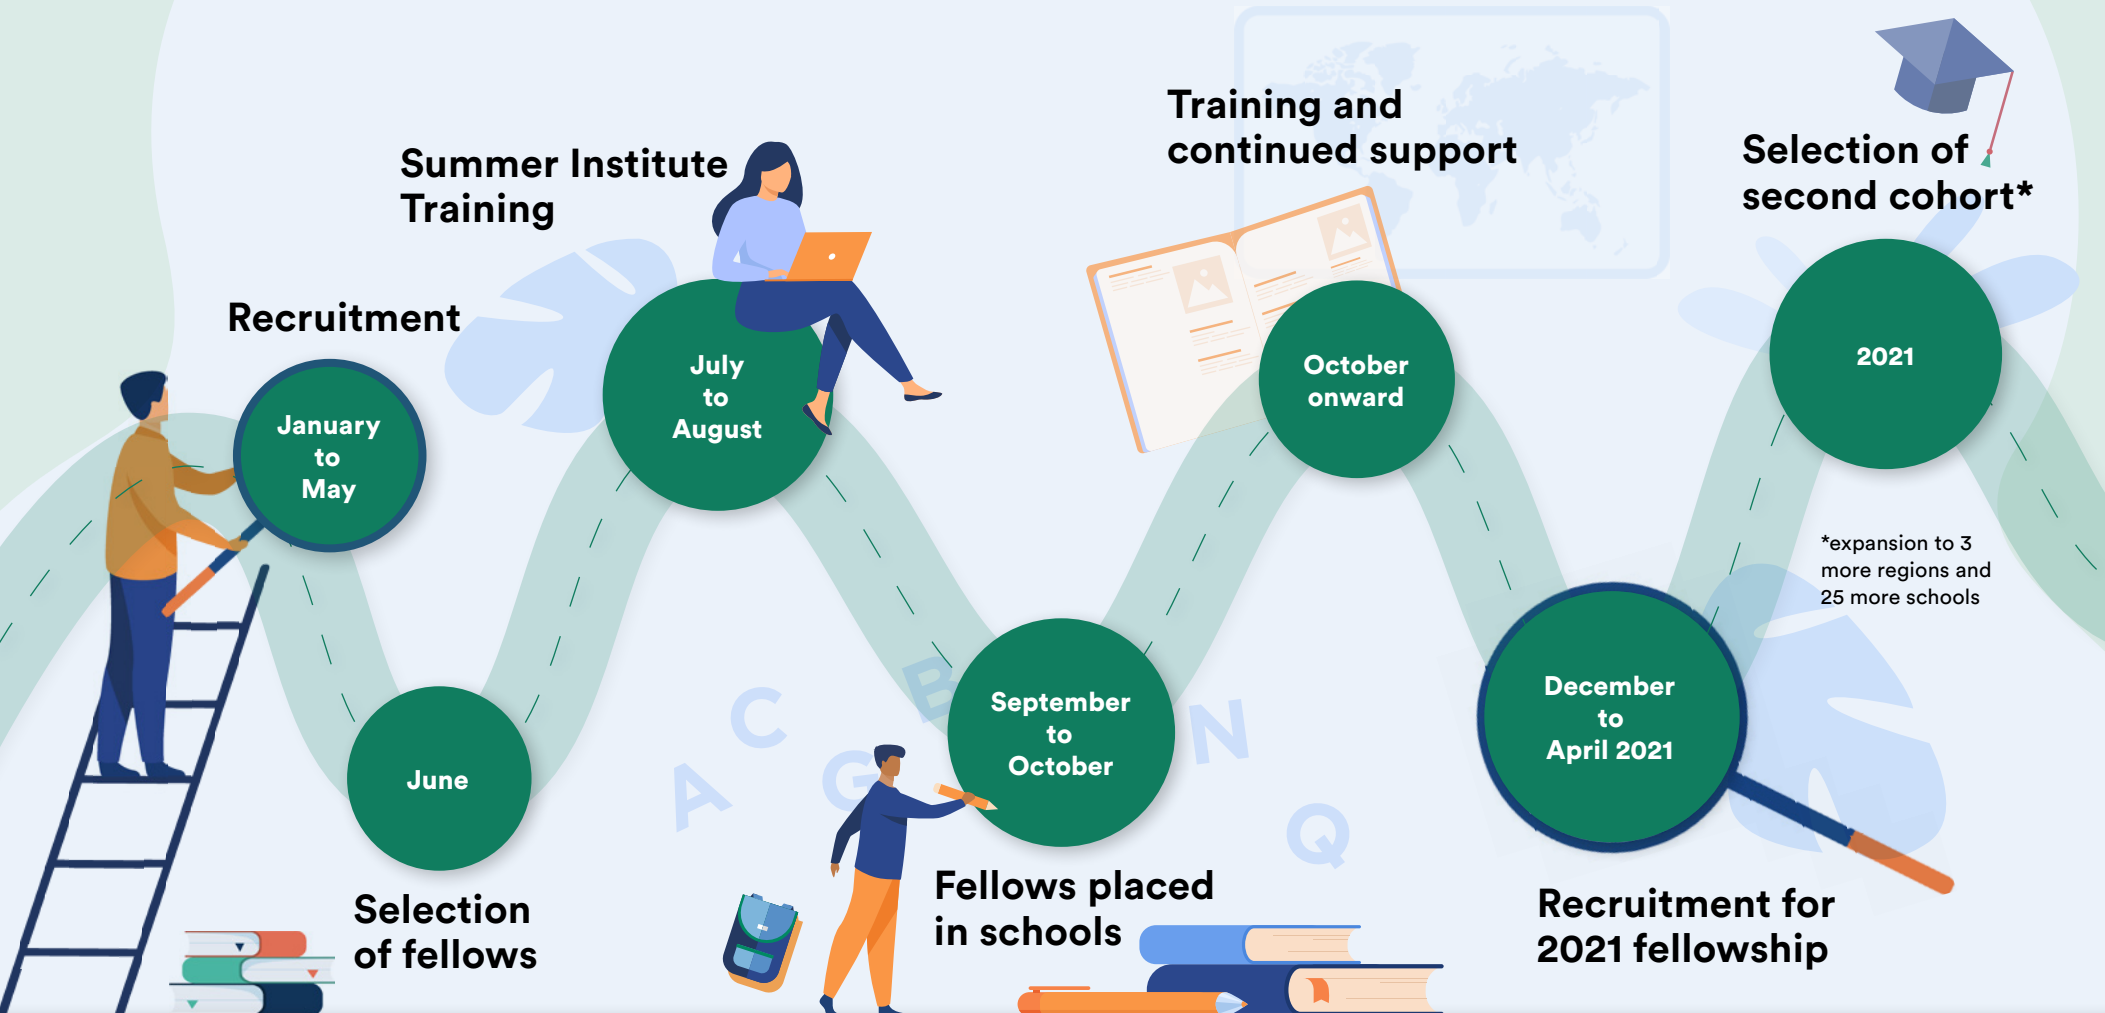 Recruitment
January
to
May
June
Selection
of fellows
Summer Institute
Training
July
to
August
A
C
G
B
N
Q
September
to
October
Fellows placed
in schools
Training and
continued support
October
onward
December
to
April 2021
Recruitment for
2021 fellowship
Selection of
second cohort*
2021
*expansion to 3
more regions and
25 more schools